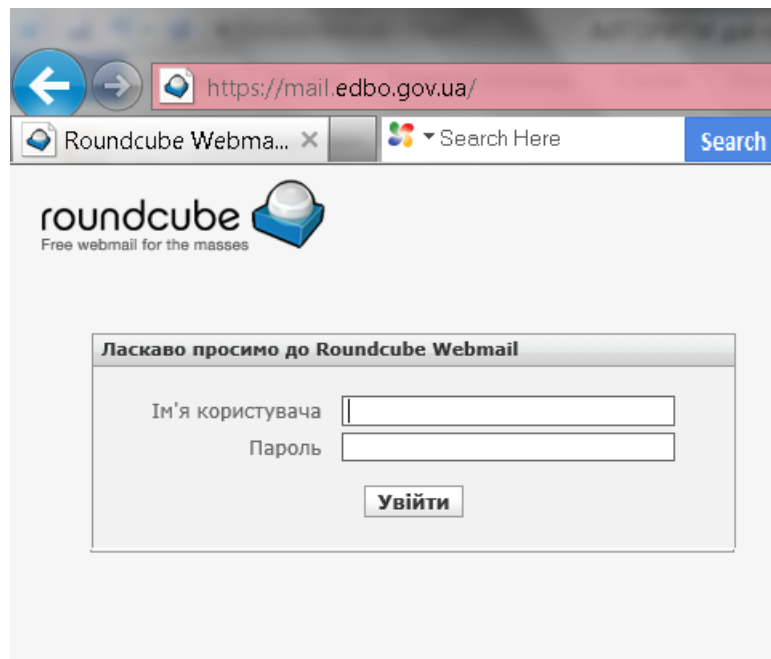 https://mail.edbo.gov.ua/
Roundcube Webma... Search Here Search
roundcube
Free webmail for the masses
Ласкаво просимо до Roundcube Webmail
Ім'я користувача
Пароль
Увійти